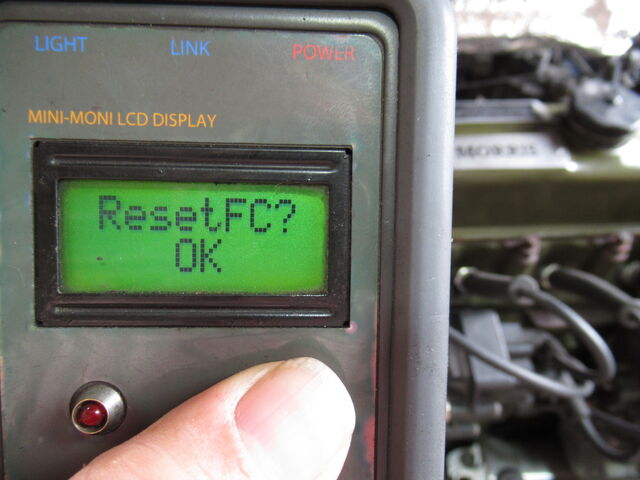 LIGHT LINK POWER
MINI-MONI LCD DISPLAY
ResetFC?
OK